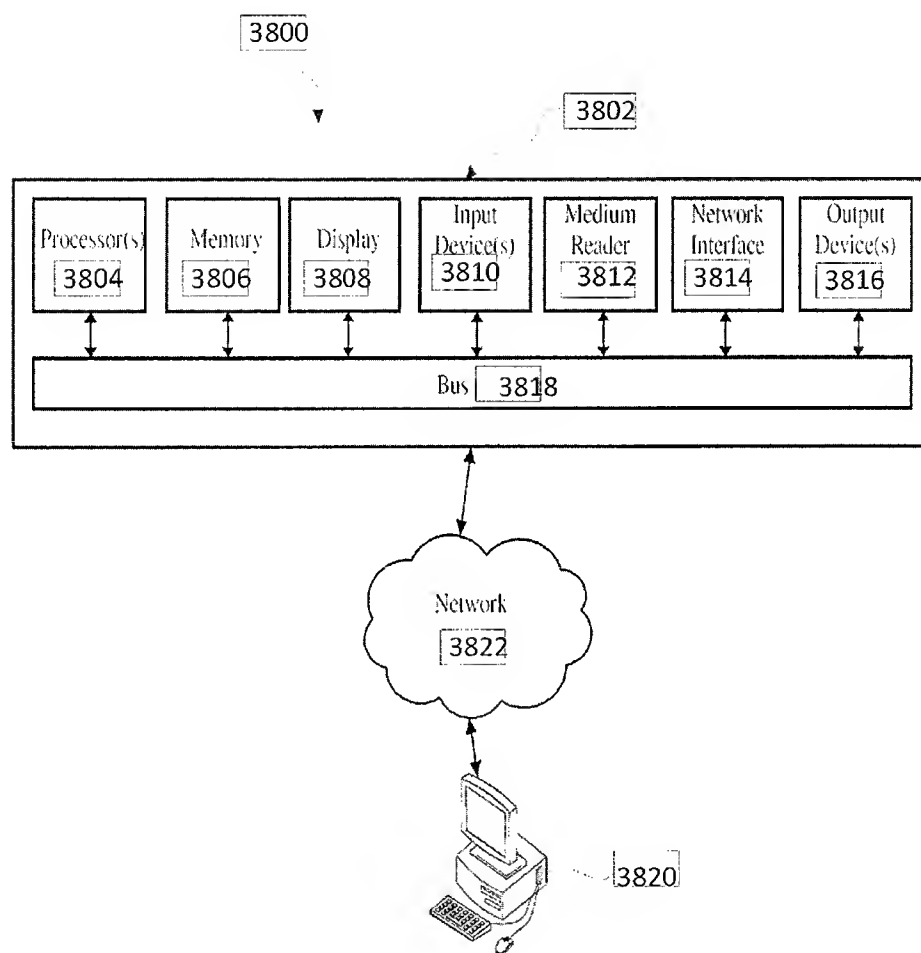 3800
3802
Processor(s)
3804
Memory
3806
Display
3808
Input
Device(s)
3810
Medium
Reader
3812
Network
Interface
3814
Output
Device(s)
3816
Bus 3818
Network
3822
3820